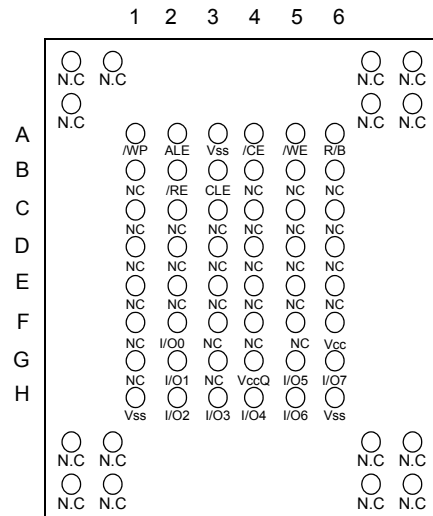 1 2 3 4 5 6
N.C N.C N.C N.C
N.C N.C N.C
A
/WP ALE Vss /CE /WE R/B
B
NC /RE CLE NC NC NC
C
NC NC NC NC NC NC
D
NC NC NC NC NC NC
E
NC NC NC NC NC NC
F
NC I/O0 NC NC NC Vcc
G
NC I/O1 NC VccQ I/O5 I/O7
H
Vss I/O2 I/O3 I/O4 I/O6 Vss
N.C N.C N.C N.C
N.C N.C N.C N.C